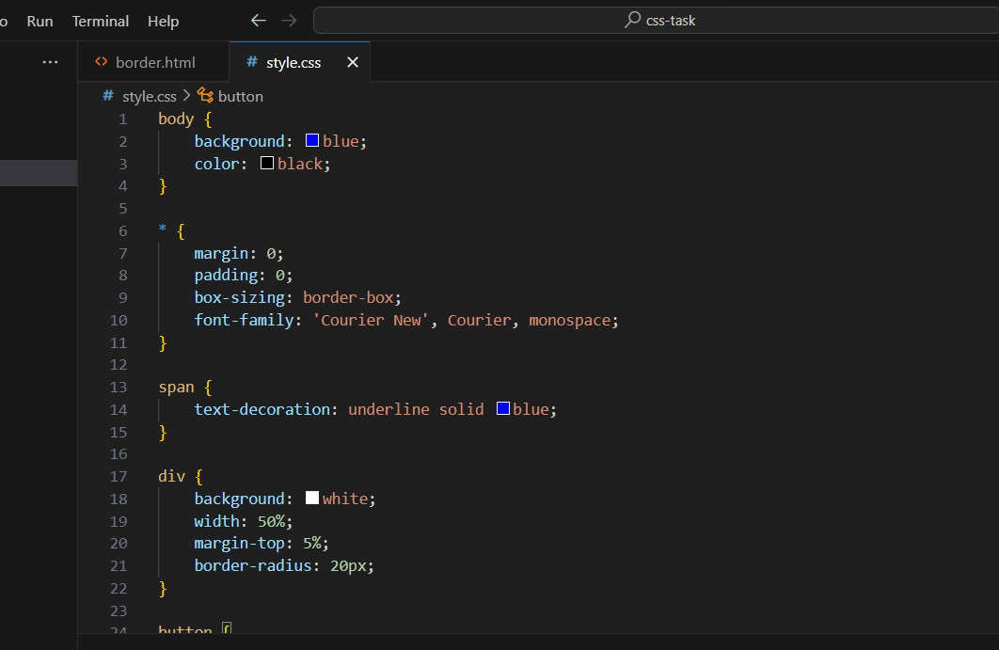 o Run Terminal Help ← → css-task
... <> border.html # style.css ×
# style.css > button
1 body {
2 background: blue;
3 color: black;
4 }
5
6 * {
7 margin: 0;
8 padding: 0;
9 box-sizing: border-box;
10 font-family: 'Courier New', Courier, monospace;
11 }
12
13 span {
14 text-decoration: underline solid blue;
15 }
16
17 div {
18 background: white;
19 width: 50%;
20 margin-top: 5%;
21 border-radius: 20px;
22 }
23
24 button {